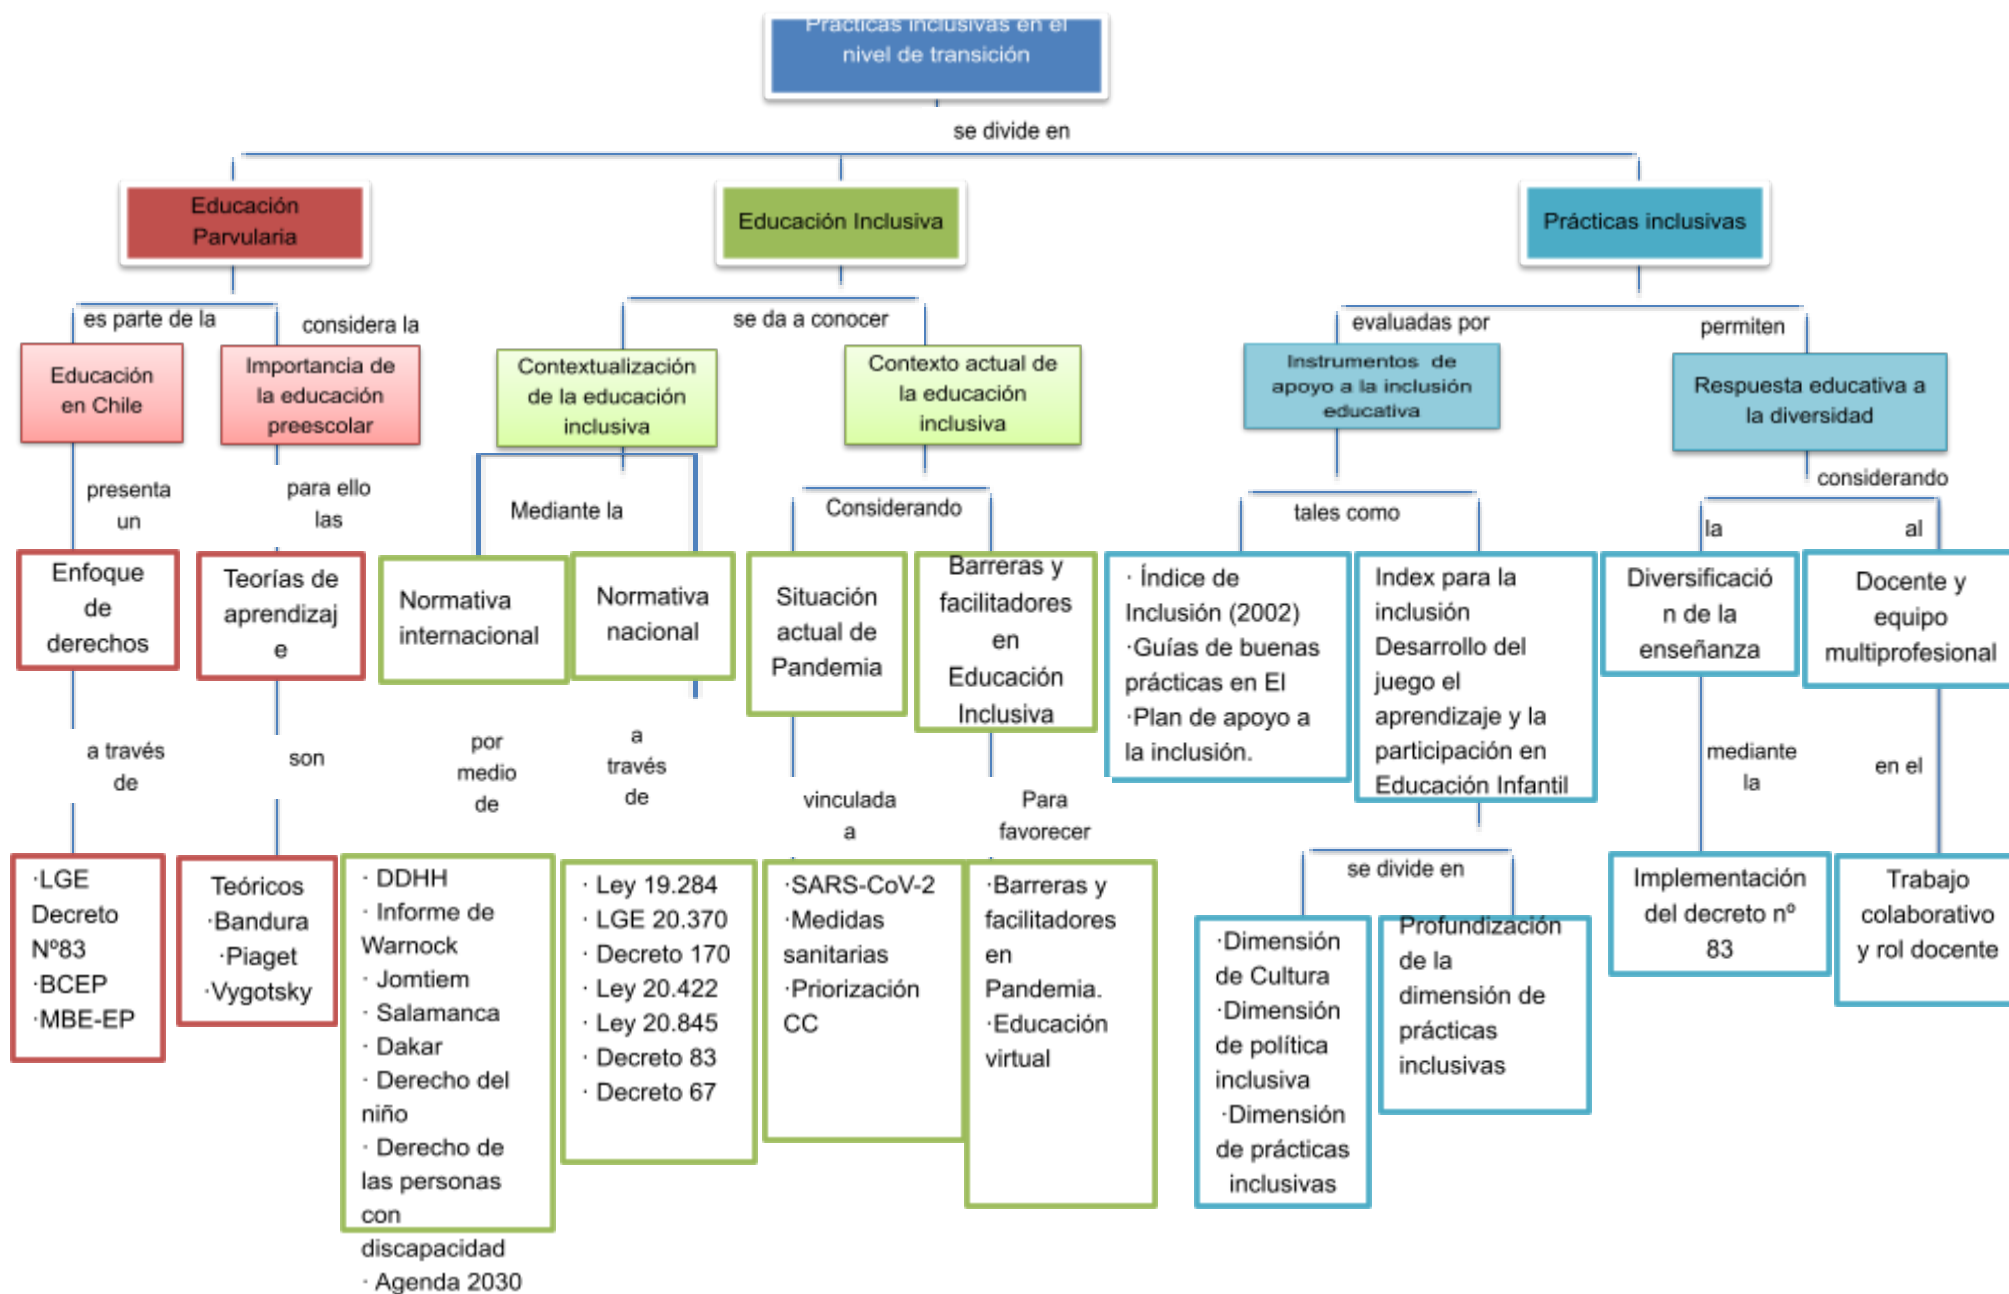 Prácticas inclusivas en el
nivel de transición
se divide en
Educación
Parvularia
Educación Inclusiva
Prácticas inclusivas
es parte de la
considera la
se da a conocer
evaluadas por
permiten
Educación
en Chile
Importancia de
la educación
preescolar
Contextualización
de la educación
inclusiva
Contexto actual de
la educación
inclusiva
Instrumentos de
apoyo a la inclusión
educativa
Respuesta educativa a
la diversidad
presenta
un
para ello
las
Mediante la
Considerando
tales como
considerando
la
al
Enfoque
de
derechos
Teorías de
aprendizaj
e
Normativa
internacional
Normativa
nacional
Situación
actual de
Pandemia
Barreras y
facilitadores
en
Educación
Inclusiva
· Índice de
Inclusión (2002)
·Guías de buenas
prácticas en El
·Plan de apoyo a
la inclusión.
Index para la
inclusión
Desarrollo del
juego el
aprendizaje y la
participación en
Educación Infantil
Diversificació
n de la
enseñanza
Docente y
equipo
multiprofesional
a través
de
son
por
medio
de
a
través
de
vinculada
a
Para
favorecer
se divide en
mediante
la
en el
·LGE
Decreto
Nº83
·BCEP
·MBE-EP
Teóricos
·Bandura
·Piaget
·Vygotsky
· DDHH
· Informe de
Warnock
· Jomtiem
· Salamanca
· Dakar
· Derecho del
niño
· Derecho de
las personas
con
discapacidad
· Agenda 2030
· Ley 19.284
· LGE 20.370
· Decreto 170
· Ley 20.422
· Ley 20.845
· Decreto 83
· Decreto 67
·SARS-CoV-2
·Medidas
sanitarias
·Priorización
CC
·Barreras y
facilitadores
en
Pandemia.
·Educación
virtual
·Dimensión
de Cultura
·Dimensión
de política
inclusiva
·Dimensión
de prácticas
inclusivas
Profundización
de la
dimensión de
prácticas
inclusivas
Implementación
del decreto nº
83
Trabajo
colaborativo
y rol docente